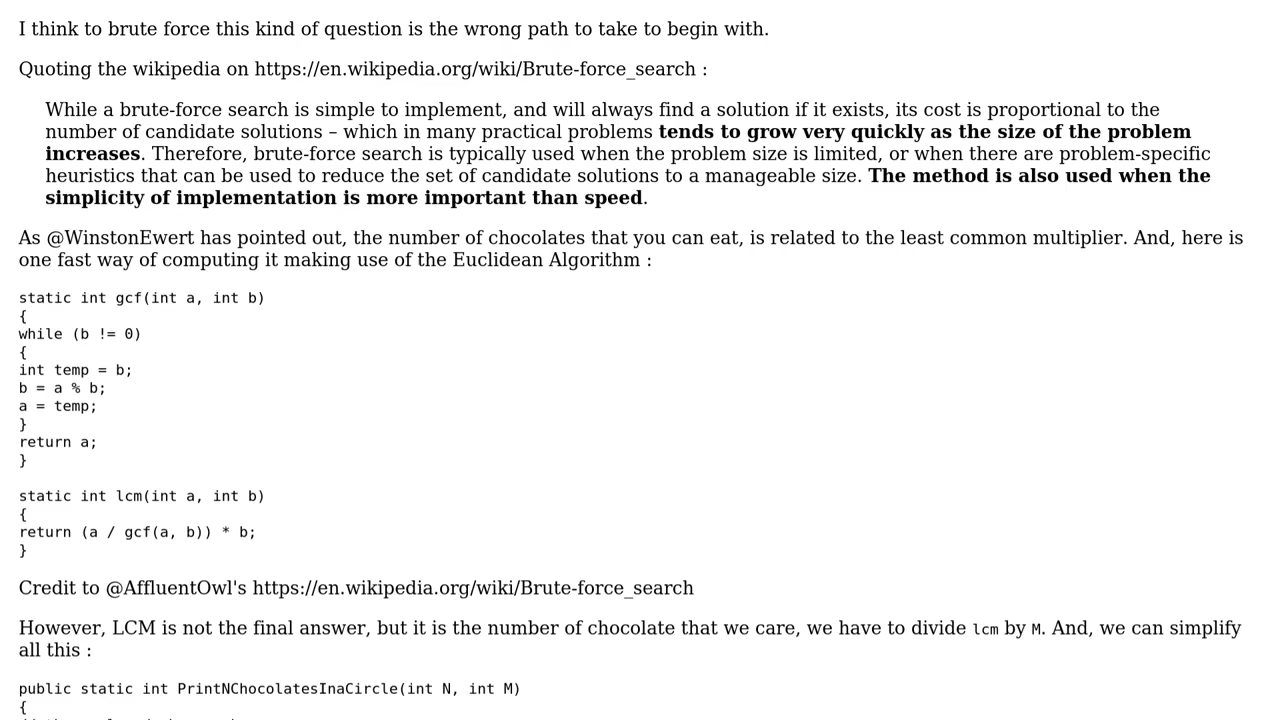 I think to brute force this kind of question is the wrong path to take to begin with.
Quoting the wikipedia on https://en.wikipedia.org/wiki/Brute-force_search :
While a brute-force search is simple to implement, and will always find a solution if it exists, its cost is proportional to the
number of candidate solutions – which in many practical problems tends to grow very quickly as the size of the problem
increases. Therefore, brute-force search is typically used when the problem size is limited, or when there are problem-specific
heuristics that can be used to reduce the set of candidate solutions to a manageable size. The method is also used when the
simplicity of implementation is more important than speed.
As @WinstonEwert has pointed out, the number of chocolates that you can eat, is related to the least common multiplier. And, here is
one fast way of computing it making use of the Euclidean Algorithm :
static int gcf(int a, int b)
{
while (b != 0)
{
int temp = b;
b = a % b;
a = temp;
}
return a;
}
static int lcm(int a, int b)
{
return (a / gcf(a, b)) * b;
}
Credit to @AffluentOwl's https://en.wikipedia.org/wiki/Brute-force_search
However, LCM is not the final answer, but it is the number of chocolate that we care, we have to divide lcm by M. And, we can simplify
all this :
public static int PrintNChocolatesInaCircle(int N, int M)
{